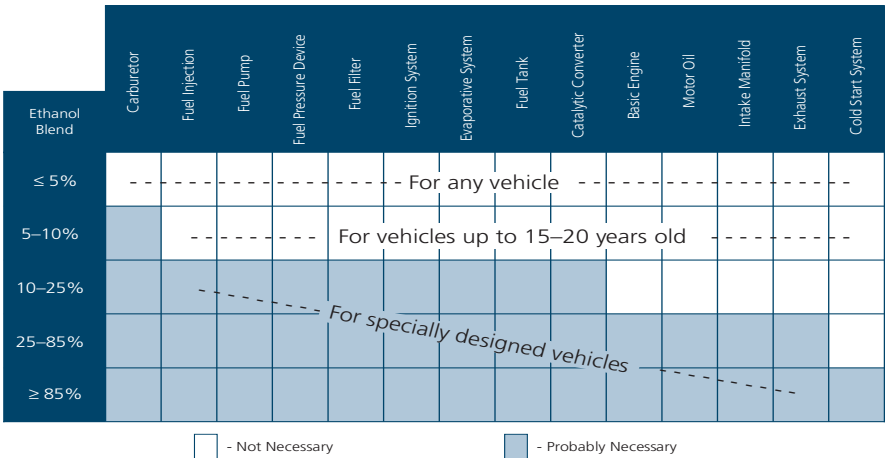 Carburetor
Fuel Injection
Fuel Pump
Fuel Pressure Device
Fuel Filter
Ignition System
Evaporative System
Fuel Tank
Catalytic Converter
Basic Engine
Motor Oil
Intake Manifold
Exhaust System
Cold Start System
Ethanol
Blend
≤ 5%
For any vehicle
5–10%
For vehicles up to 15–20 years old
10–25%
For specially designed vehicles
25–85%
≥ 85%
- Not Necessary
- Probably Necessary